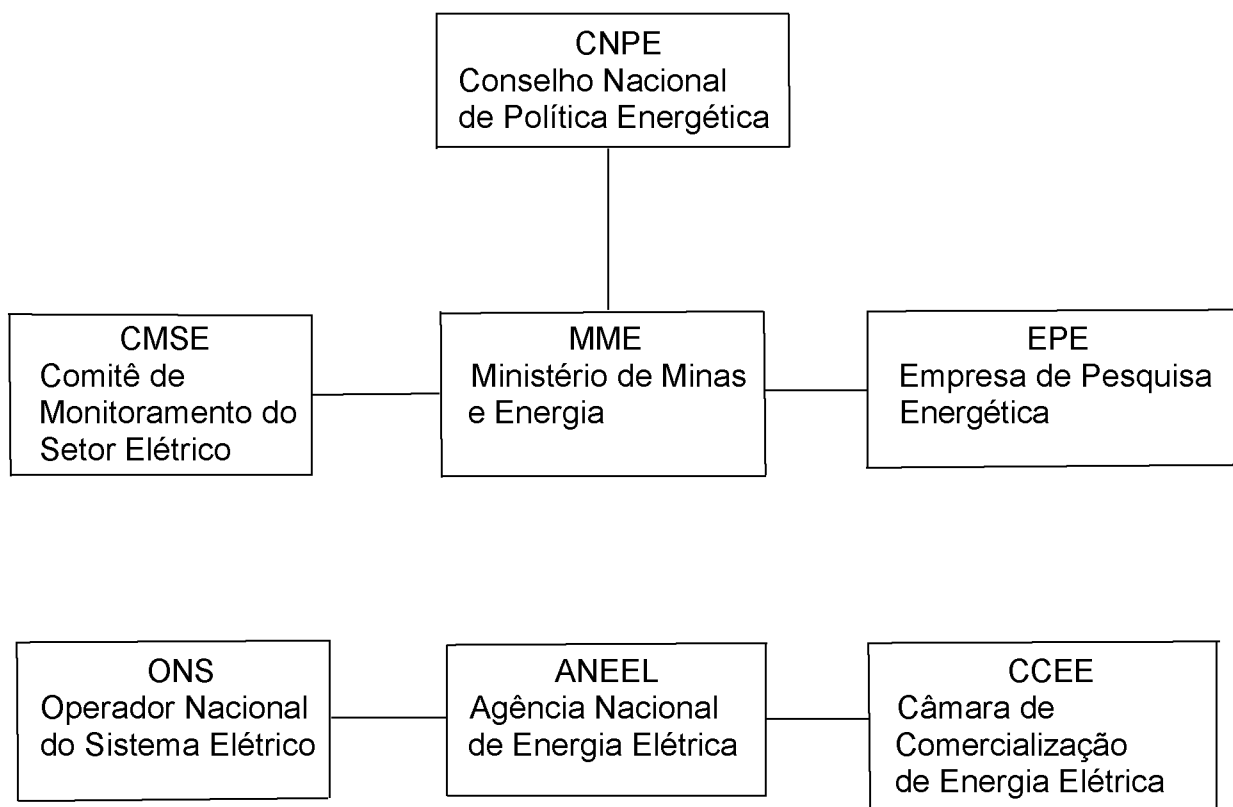 CNPE
Conselho Nacional
de Política Energética
CMSE
Comitê de
Monitoramento do
Setor Elétrico
MME
Ministério de Minas
e Energia
EPE
Empresa de Pesquisa
Energética
ONS
Operador Nacional
do Sistema Elétrico
ANEEL
Agência Nacional
de Energia Elétrica
CCEE
Câmara de
Comercialização
de Energia Elétrica